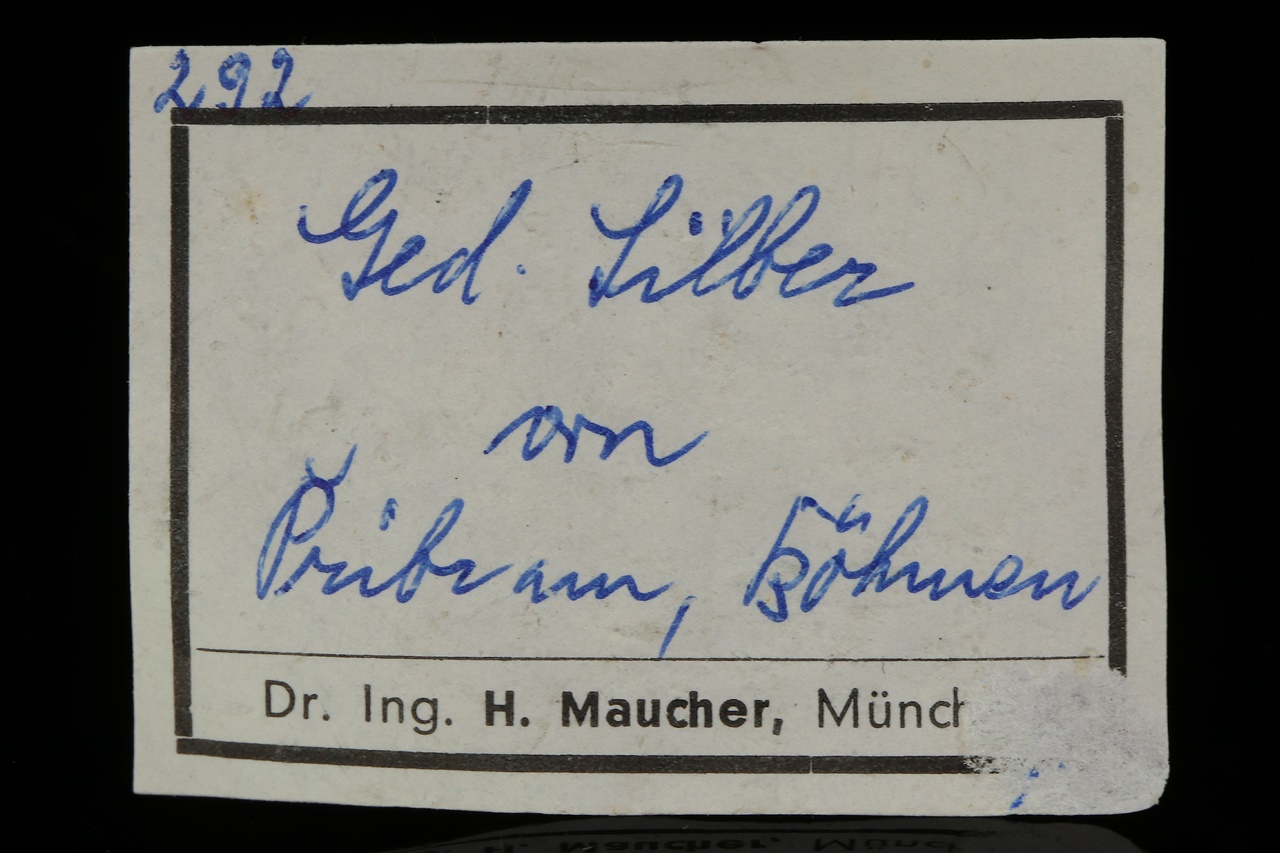 292
Ged. Silber
von
Přibram, Böhmen
Dr. Ing. H. Maucher, Münch